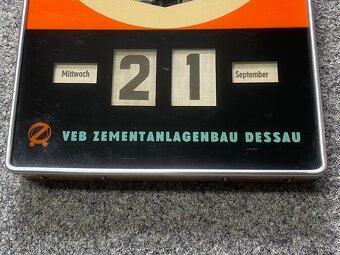 Mittwoch 21 September
VEB ZEMENTANLAGENBAU DESSAU